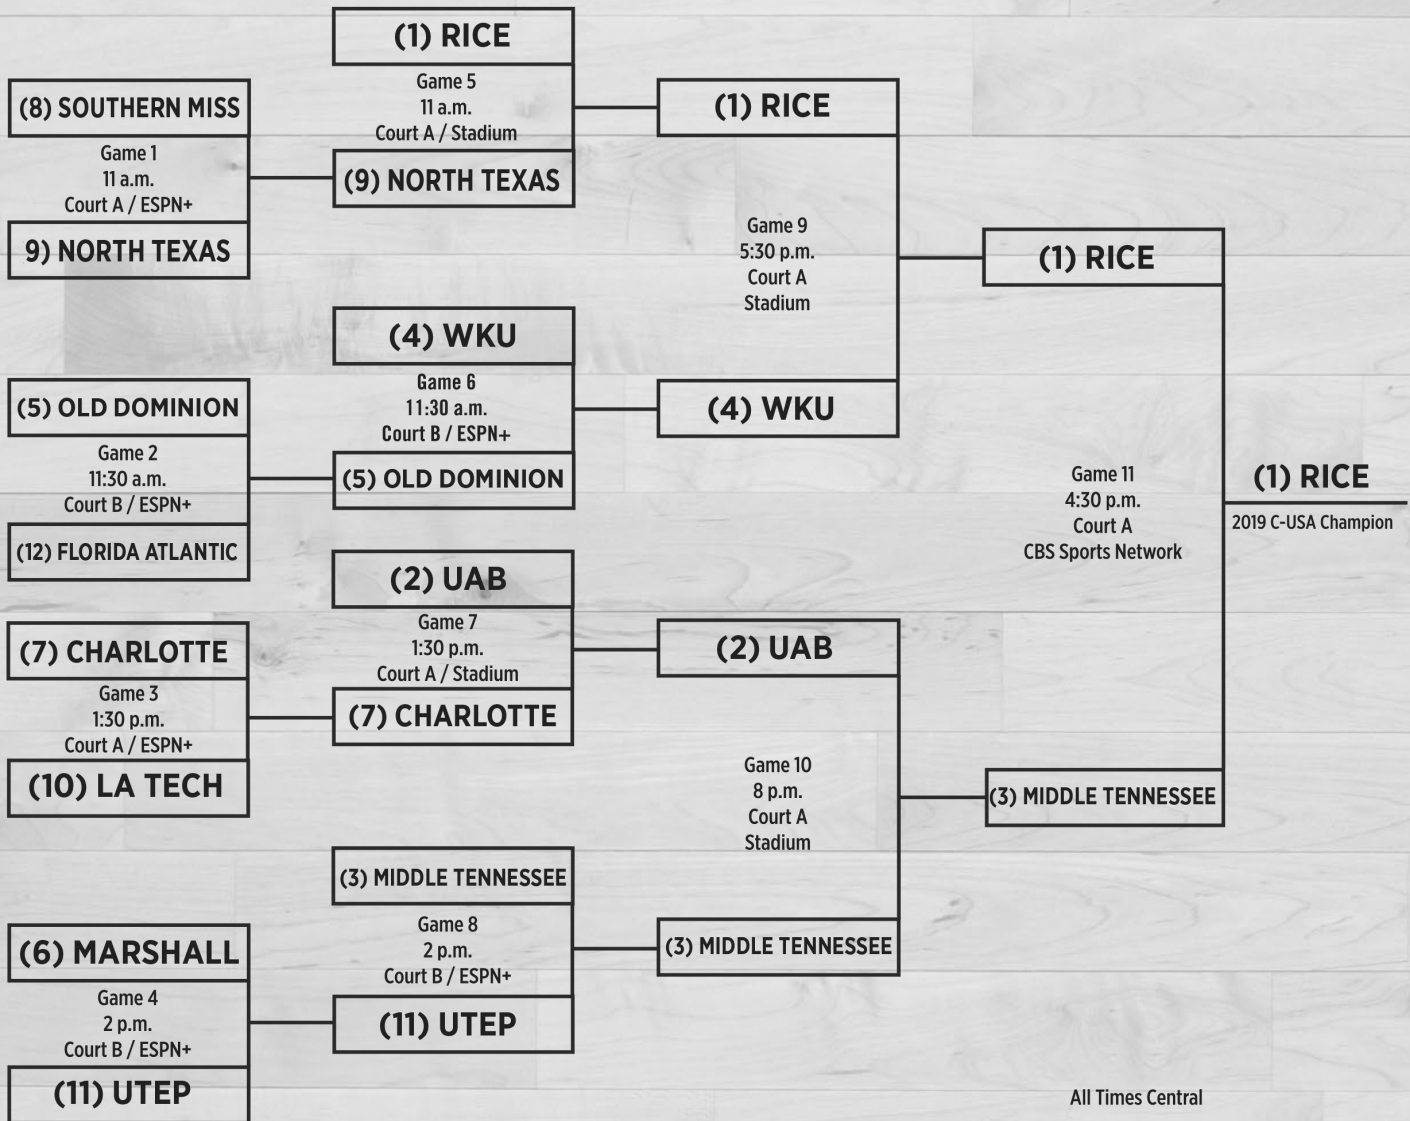 (8) SOUTHERN MISS
Game 1
11 a.m.
Court A / ESPN+
9) NORTH TEXAS
(5) OLD DOMINION
Game 2
11:30 a.m.
Court B / ESPN+
(12) FLORIDA ATLANTIC
(7) CHARLOTTE
Game 3
1:30 p.m.
Court A / ESPN+
(10) LA TECH
(6) MARSHALL
Game 4
2 p.m.
Court B / ESPN+
(11) UTEP
(1) RICE
Game 5
11 a.m.
Court A / Stadium
(9) NORTH TEXAS
(4) WKU
Game 6
11:30 a.m.
Court B / ESPN+
(5) OLD DOMINION
(2) UAB
Game 7
1:30 p.m.
Court A / Stadium
(7) CHARLOTTE
(3) MIDDLE TENNESSEE
Game 8
2 p.m.
Court B / ESPN+
(11) UTEP
(1) RICE
Game 9
5:30 p.m.
Court A
Stadium
(4) WKU
(2) UAB
Game 10
8 p.m.
Court A
Stadium
(3) MIDDLE TENNESSEE
(1) RICE
Game 11
4:30 p.m.
Court A
CBS Sports Network
(3) MIDDLE TENNESSEE
(1) RICE
2019 C-USA Champion
All Times Central